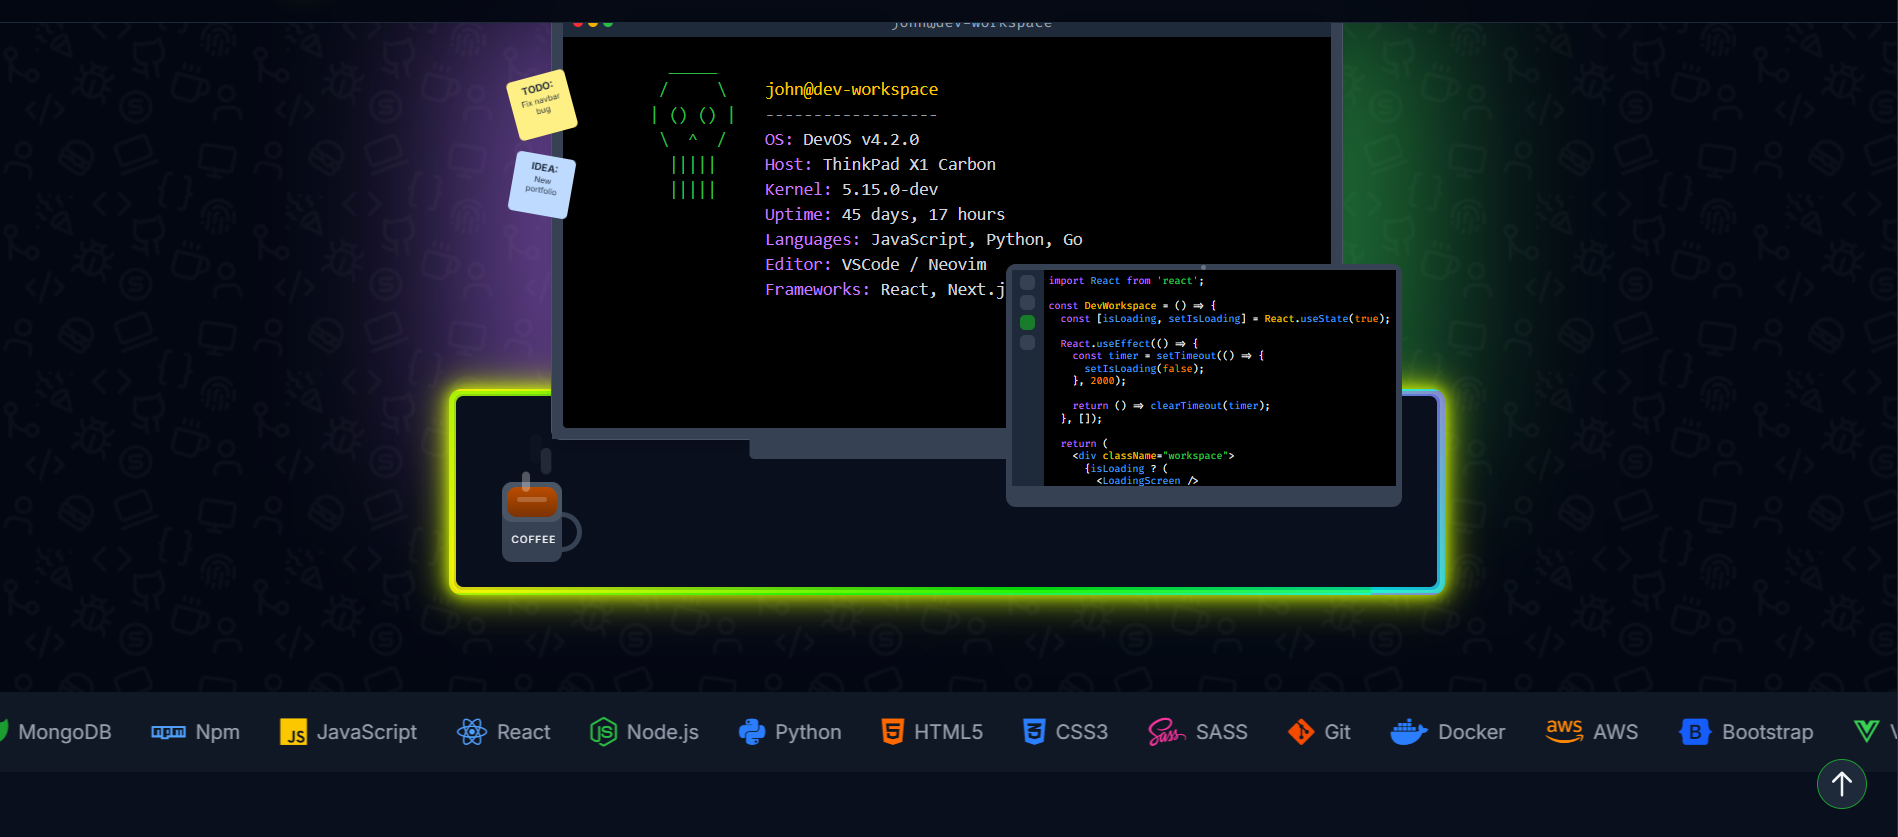 john@dev-workspace
TODO:
Fix navbar
bug
IDEA:
New
portfolio
john@dev-workspace
------------------
OS: DevOS v4.2.0
Host: ThinkPad X1 Carbon
Kernel: 5.15.0-dev
Uptime: 45 days, 17 hours
Languages: JavaScript, Python, Go
Editor: VSCode / Neovim
Frameworks: React, Next.j
import React from 'react';
const DevWorkspace = () => {
const [isLoading, setIsLoading] = React.useState(true);
React.useEffect(() => {
const timer = setTimeout(() => {
setIsLoading(false);
}, 2000);
return () => clearTimeout(timer);
}, []);
return (
<div className="workspace">
{isLoading ? (
<LoadingScreen />
COFFEE
MongoDB
Npm
JS JavaScript
React
JS Node.js
Python
5 HTML5
3 CSS3
Sass SASS
Git
Docker
aws AWS
B Bootstrap